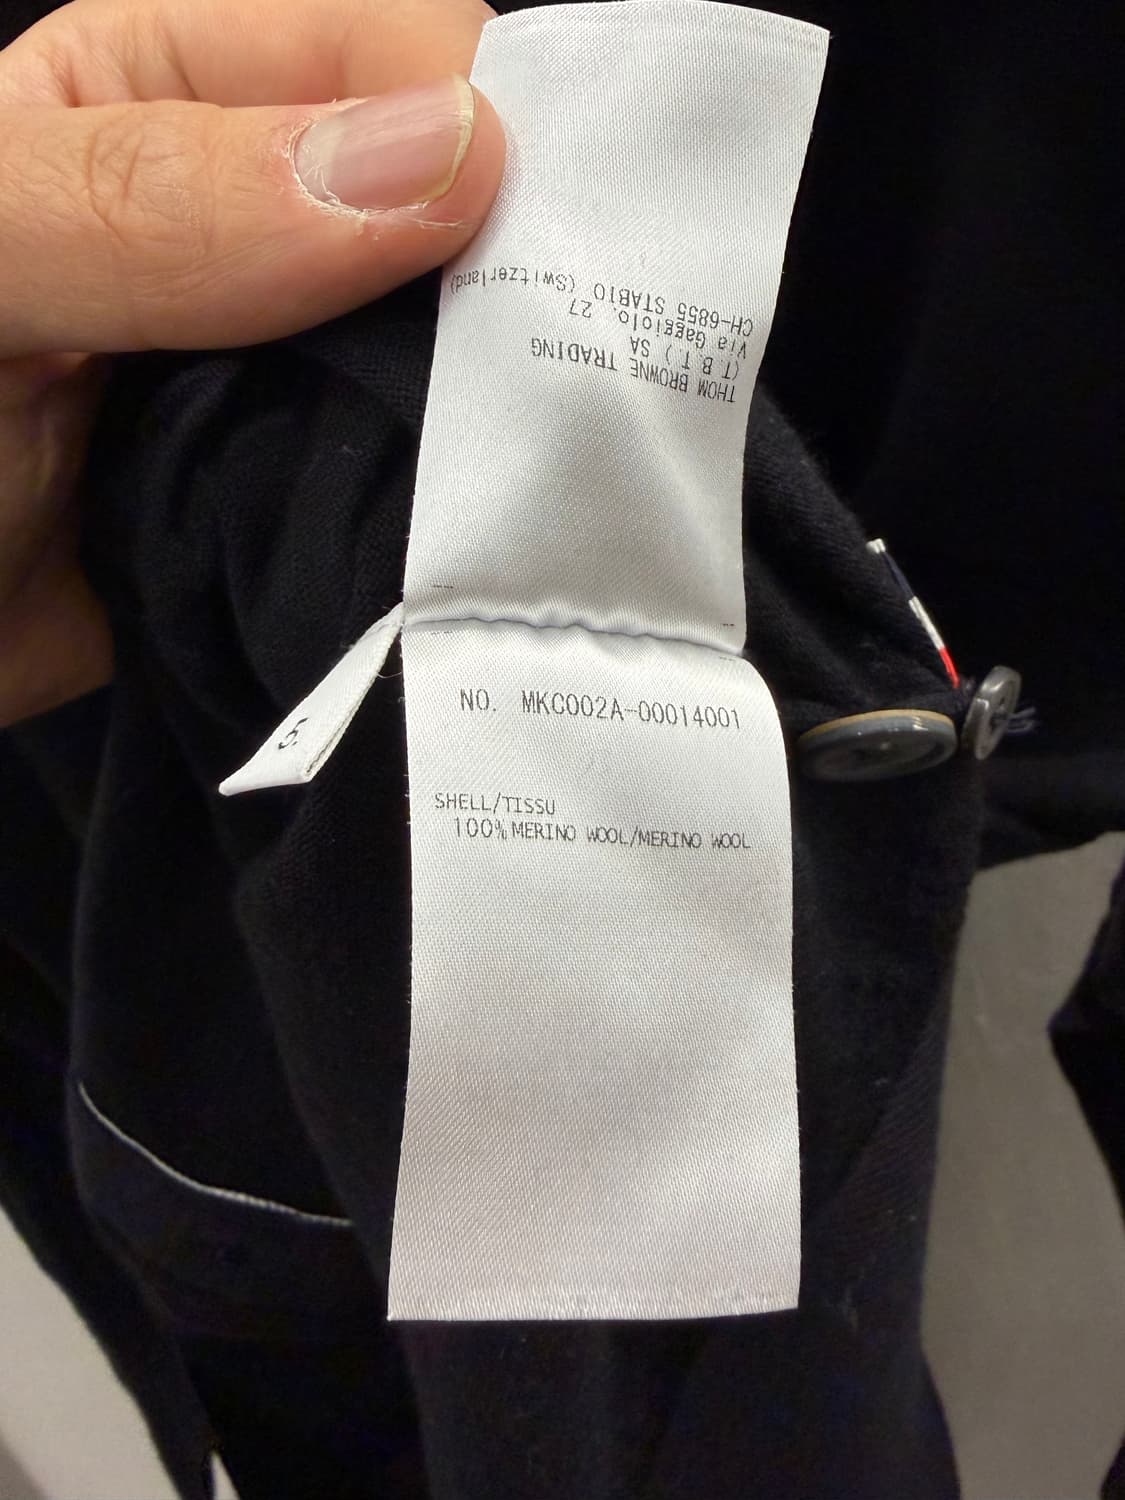 THOM BROWNE TRADING
(T.B.T.) SA
Via Gaggiolo, 27
CH-6855 STABIO (Switzerland)
NO. MKC002A-00014001
SHELL/TISSU
100% MERINO WOOL/MERINO WOOL
5.